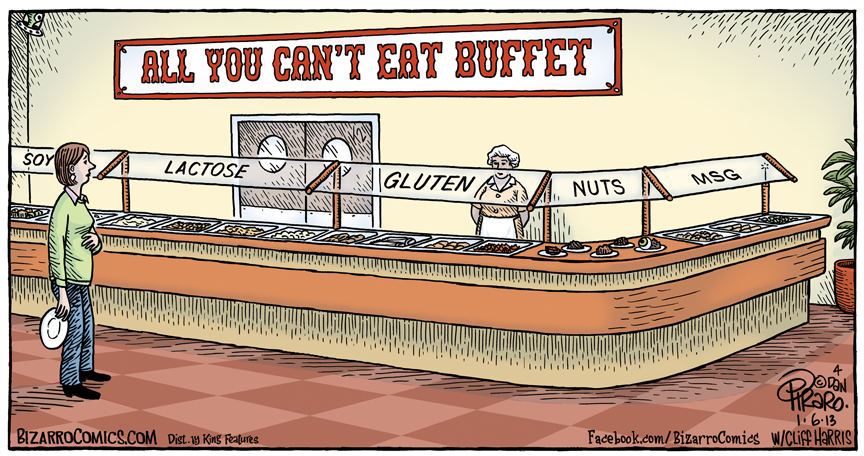 ALL YOU CAN'T EAT BUFFET
SOY
LACTOSE
GLUTEN
NUTS
MSG
4
©DAN
PIRARO.
1.6.13
W/CLIFF HARRIS
BIZARROCOMICS.COM Dist. by King Features
Facebook.com/BizarroComics